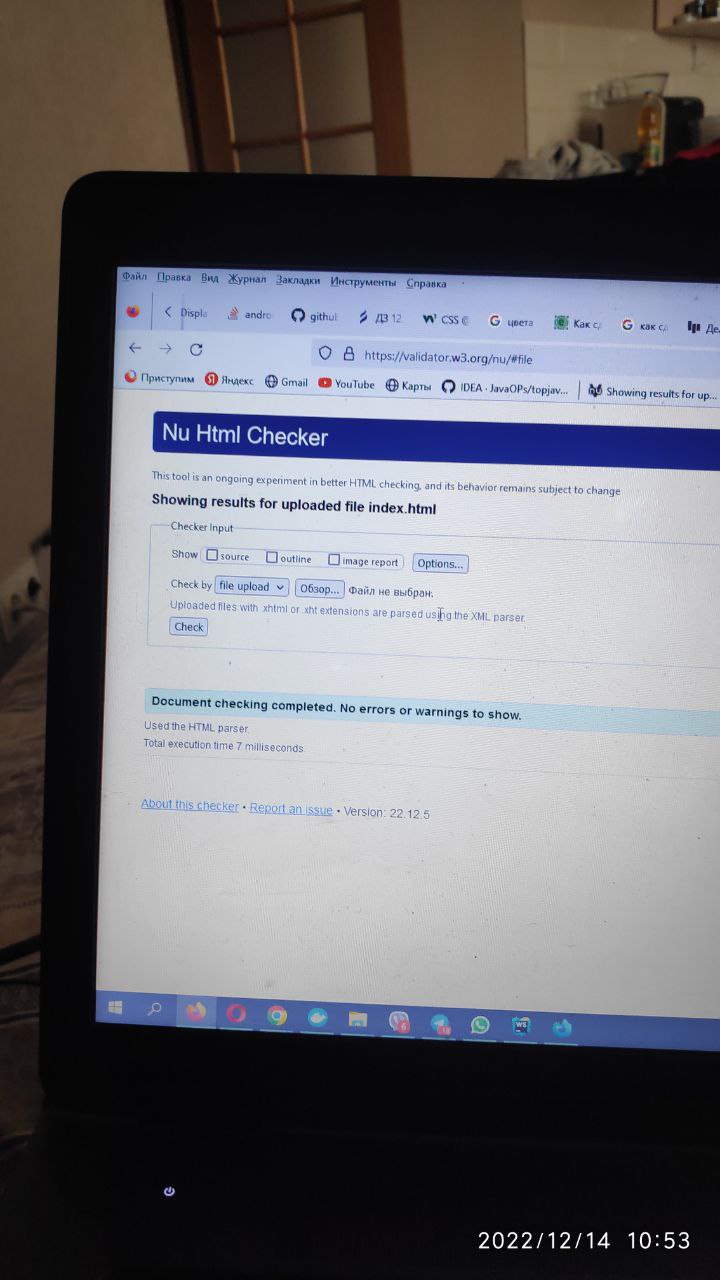 Файл Правка Вид Журнал Закладки Инструменты Справка
Displa andro githul ДЗ 12 CSS цвета Как с как с Де
https://validator.w3.org/nu/#file
Приступим Яндекс Gmail YouTube Карты IDEA - JavaOPs/topjav... Showing results for up...
Nu Html Checker
This tool is an ongoing experiment in better HTML checking, and its behavior remains subject to change
Showing results for uploaded file index.html
Checker Input
Show source outline image report Options...
Check by file upload Обзор... Файл не выбран.
Uploaded files with .xhtml or .xht extensions are parsed using the XML parser.
Check
Document checking completed. No errors or warnings to show.
Used the HTML parser.
Total execution time 7 milliseconds.
About this checker • Report an issue • Version: 22.12.5
6 18
WS
2022/12/14 10:53